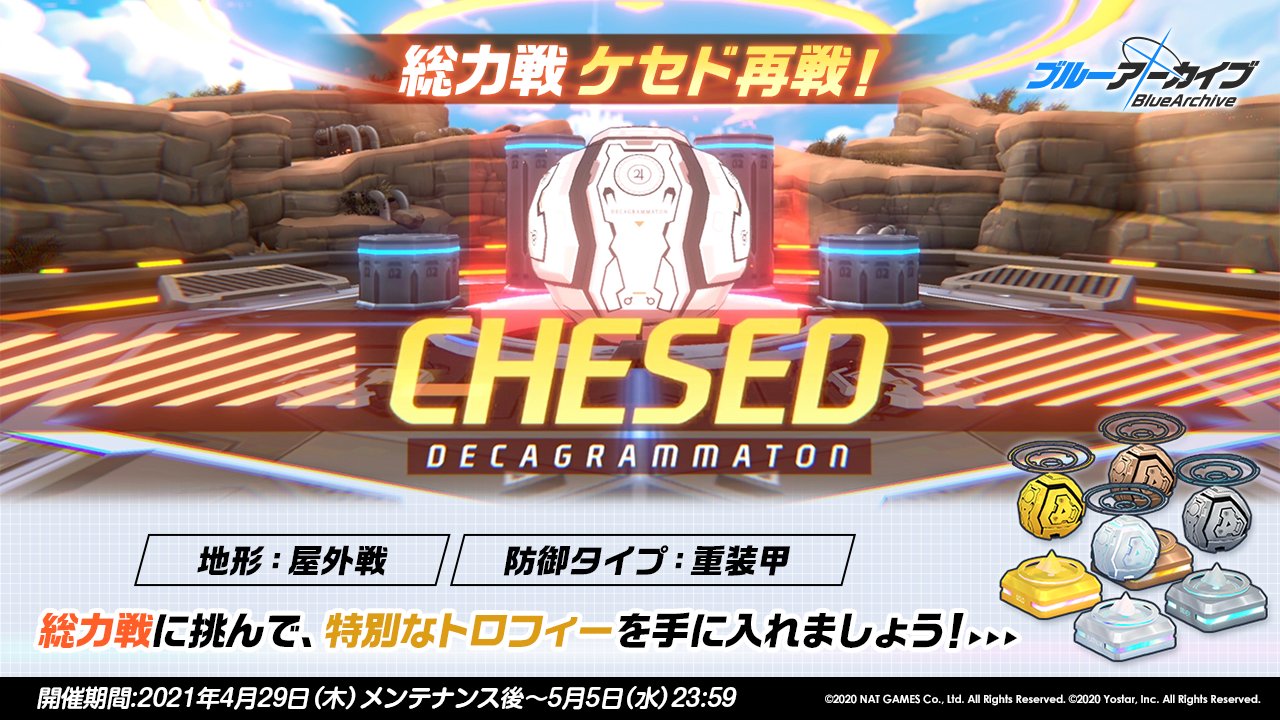 総力戦 ケセド再戦！
ブルーアーカイブ
BlueArchive
DECAGRAMMATON
CHESED
DECAGRAMMATON
地形：屋外戦
防御タイプ：重装甲
総力戦に挑んで、特別なトロフィーを手に入れましょう！
開催期間:2021年4月29日（木）メンテナンス後～5月5日（水）23:59
©2020 NAT GAMES Co., Ltd. All Rights Reserved. ©2020 Yostar, Inc. All Rights Reserved.